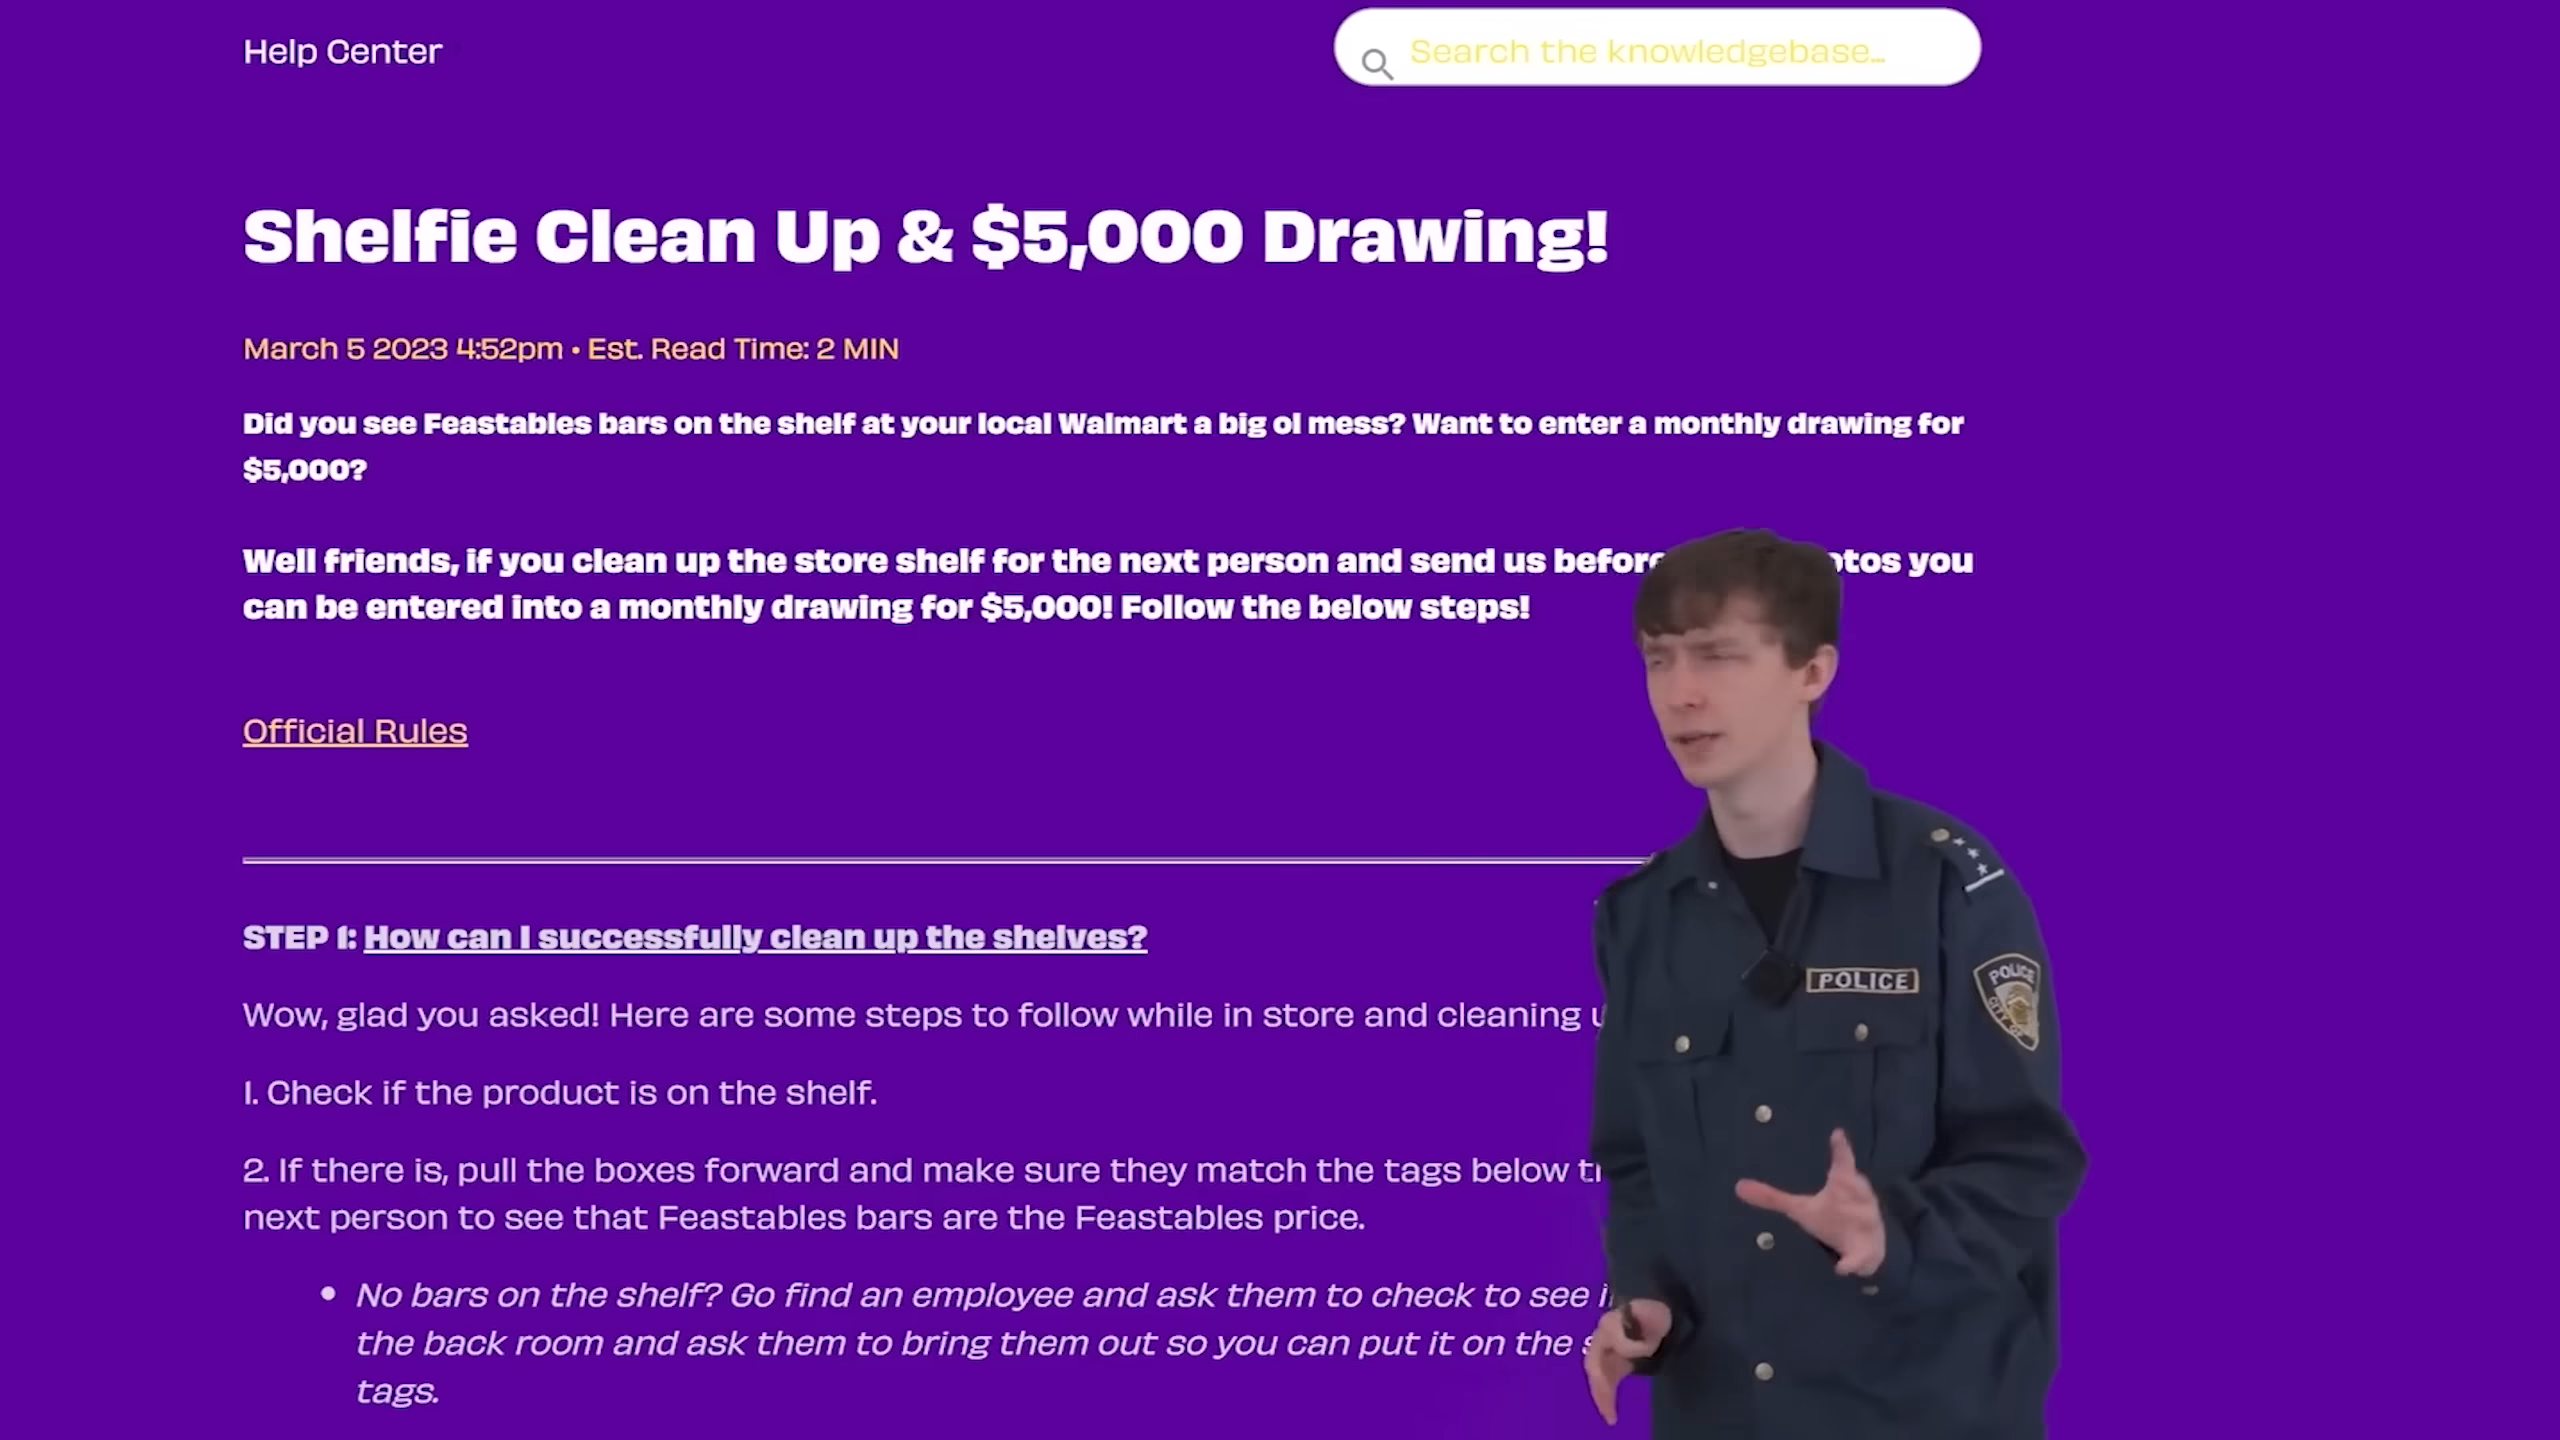 Help Center
Search the knowledgebase...
Shelfie Clean Up & $5,000 Drawing!
March 5 2023 4:52pm • Est. Read Time: 2 MIN
Did you see Feastables bars on the shelf at your local Walmart a big ol mess? Want to enter a monthly drawing for
$5,000?
Well friends, if you clean up the store shelf for the next person and send us before you
can be entered into a monthly drawing for $5,000! Follow the below steps!
Official Rules
STEP 1: How can I successfully clean up the shelves?
Wow, glad you asked! Here are some steps to follow while in store and cleaning
1. Check if the product is on the shelf.
2. If there is, pull the boxes forward and make sure they match the tags below
next person to see that Feastables bars are the Feastables price.
• No bars on the shelf? Go find an employee and ask them to check to see
the back room and ask them to bring them out so you can put it on the
tags.
POLICE
POLICE
CITY OF